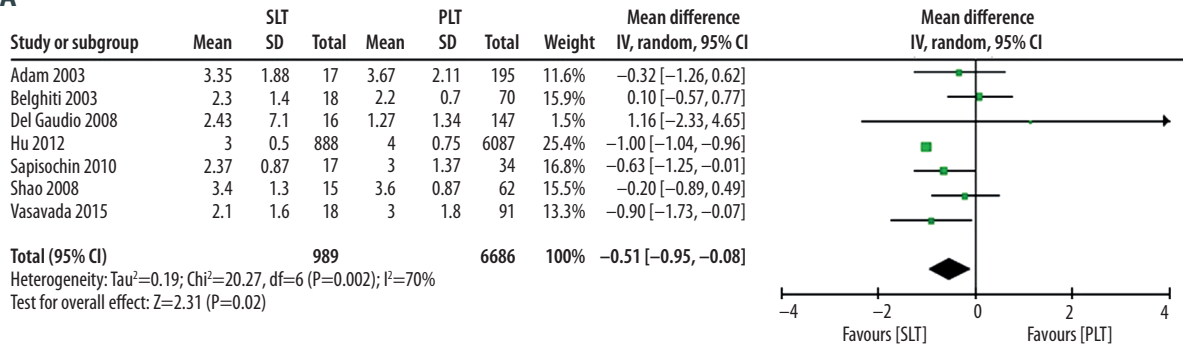 A
SLT PLT Mean difference Mean difference
Study or subgroup Mean SD Total Mean SD Total Weight IV, random, 95% CI IV, random, 95% CI
Adam 2003 3.35 1.88 17 3.67 2.11 195 11.6% −0.32 [−1.26, 0.62]
Belghiti 2003 2.3 1.4 18 2.2 0.7 70 15.9% 0.10 [−0.57, 0.77]
Del Gaudio 2008 2.43 7.1 16 1.27 1.34 147 1.5% 1.16 [−2.33, 4.65]
Hu 2012 3 0.5 888 4 0.75 6087 25.4% −1.00 [−1.04, −0.96]
Sapisochin 2010 2.37 0.87 17 3 1.37 34 16.8% −0.63 [−1.25, −0.01]
Shao 2008 3.4 1.3 15 3.6 0.87 62 15.5% −0.20 [−0.89, 0.49]
Vasavada 2015 2.1 1.6 18 3 1.8 91 13.3% −0.90 [−1.73, −0.07]
Total (95% CI) 989 6686 100% −0.51 [−0.95, −0.08]
Heterogeneity: Tau²=0.19; Chi²=20.27, df=6 (P=0.002); I²=70%
Test for overall effect: Z=2.31 (P=0.02)
−4 −2 0 2 4
Favours [SLT] Favours [PLT]